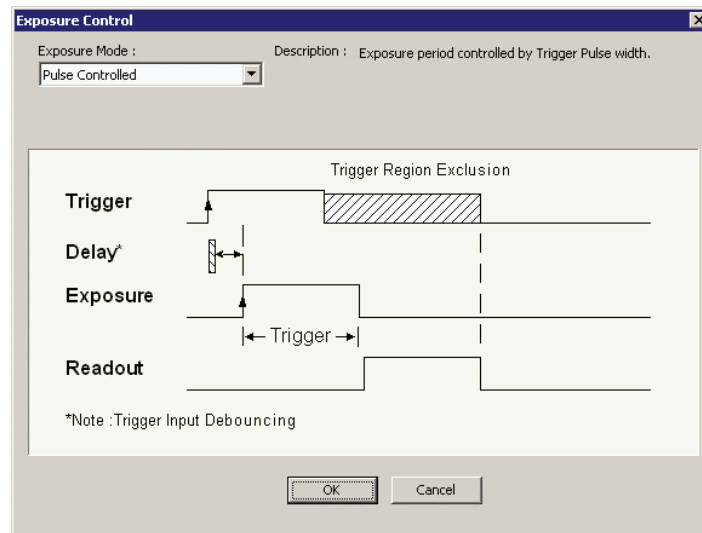 Exposure Control
Exposure Mode :
Description : Exposure period controlled by Trigger Pulse width.
Pulse Controlled
Trigger Region Exclusion
Trigger
Delay*
Exposure
Trigger
Readout
*Note :Trigger Input Debouncing
OK
Cancel